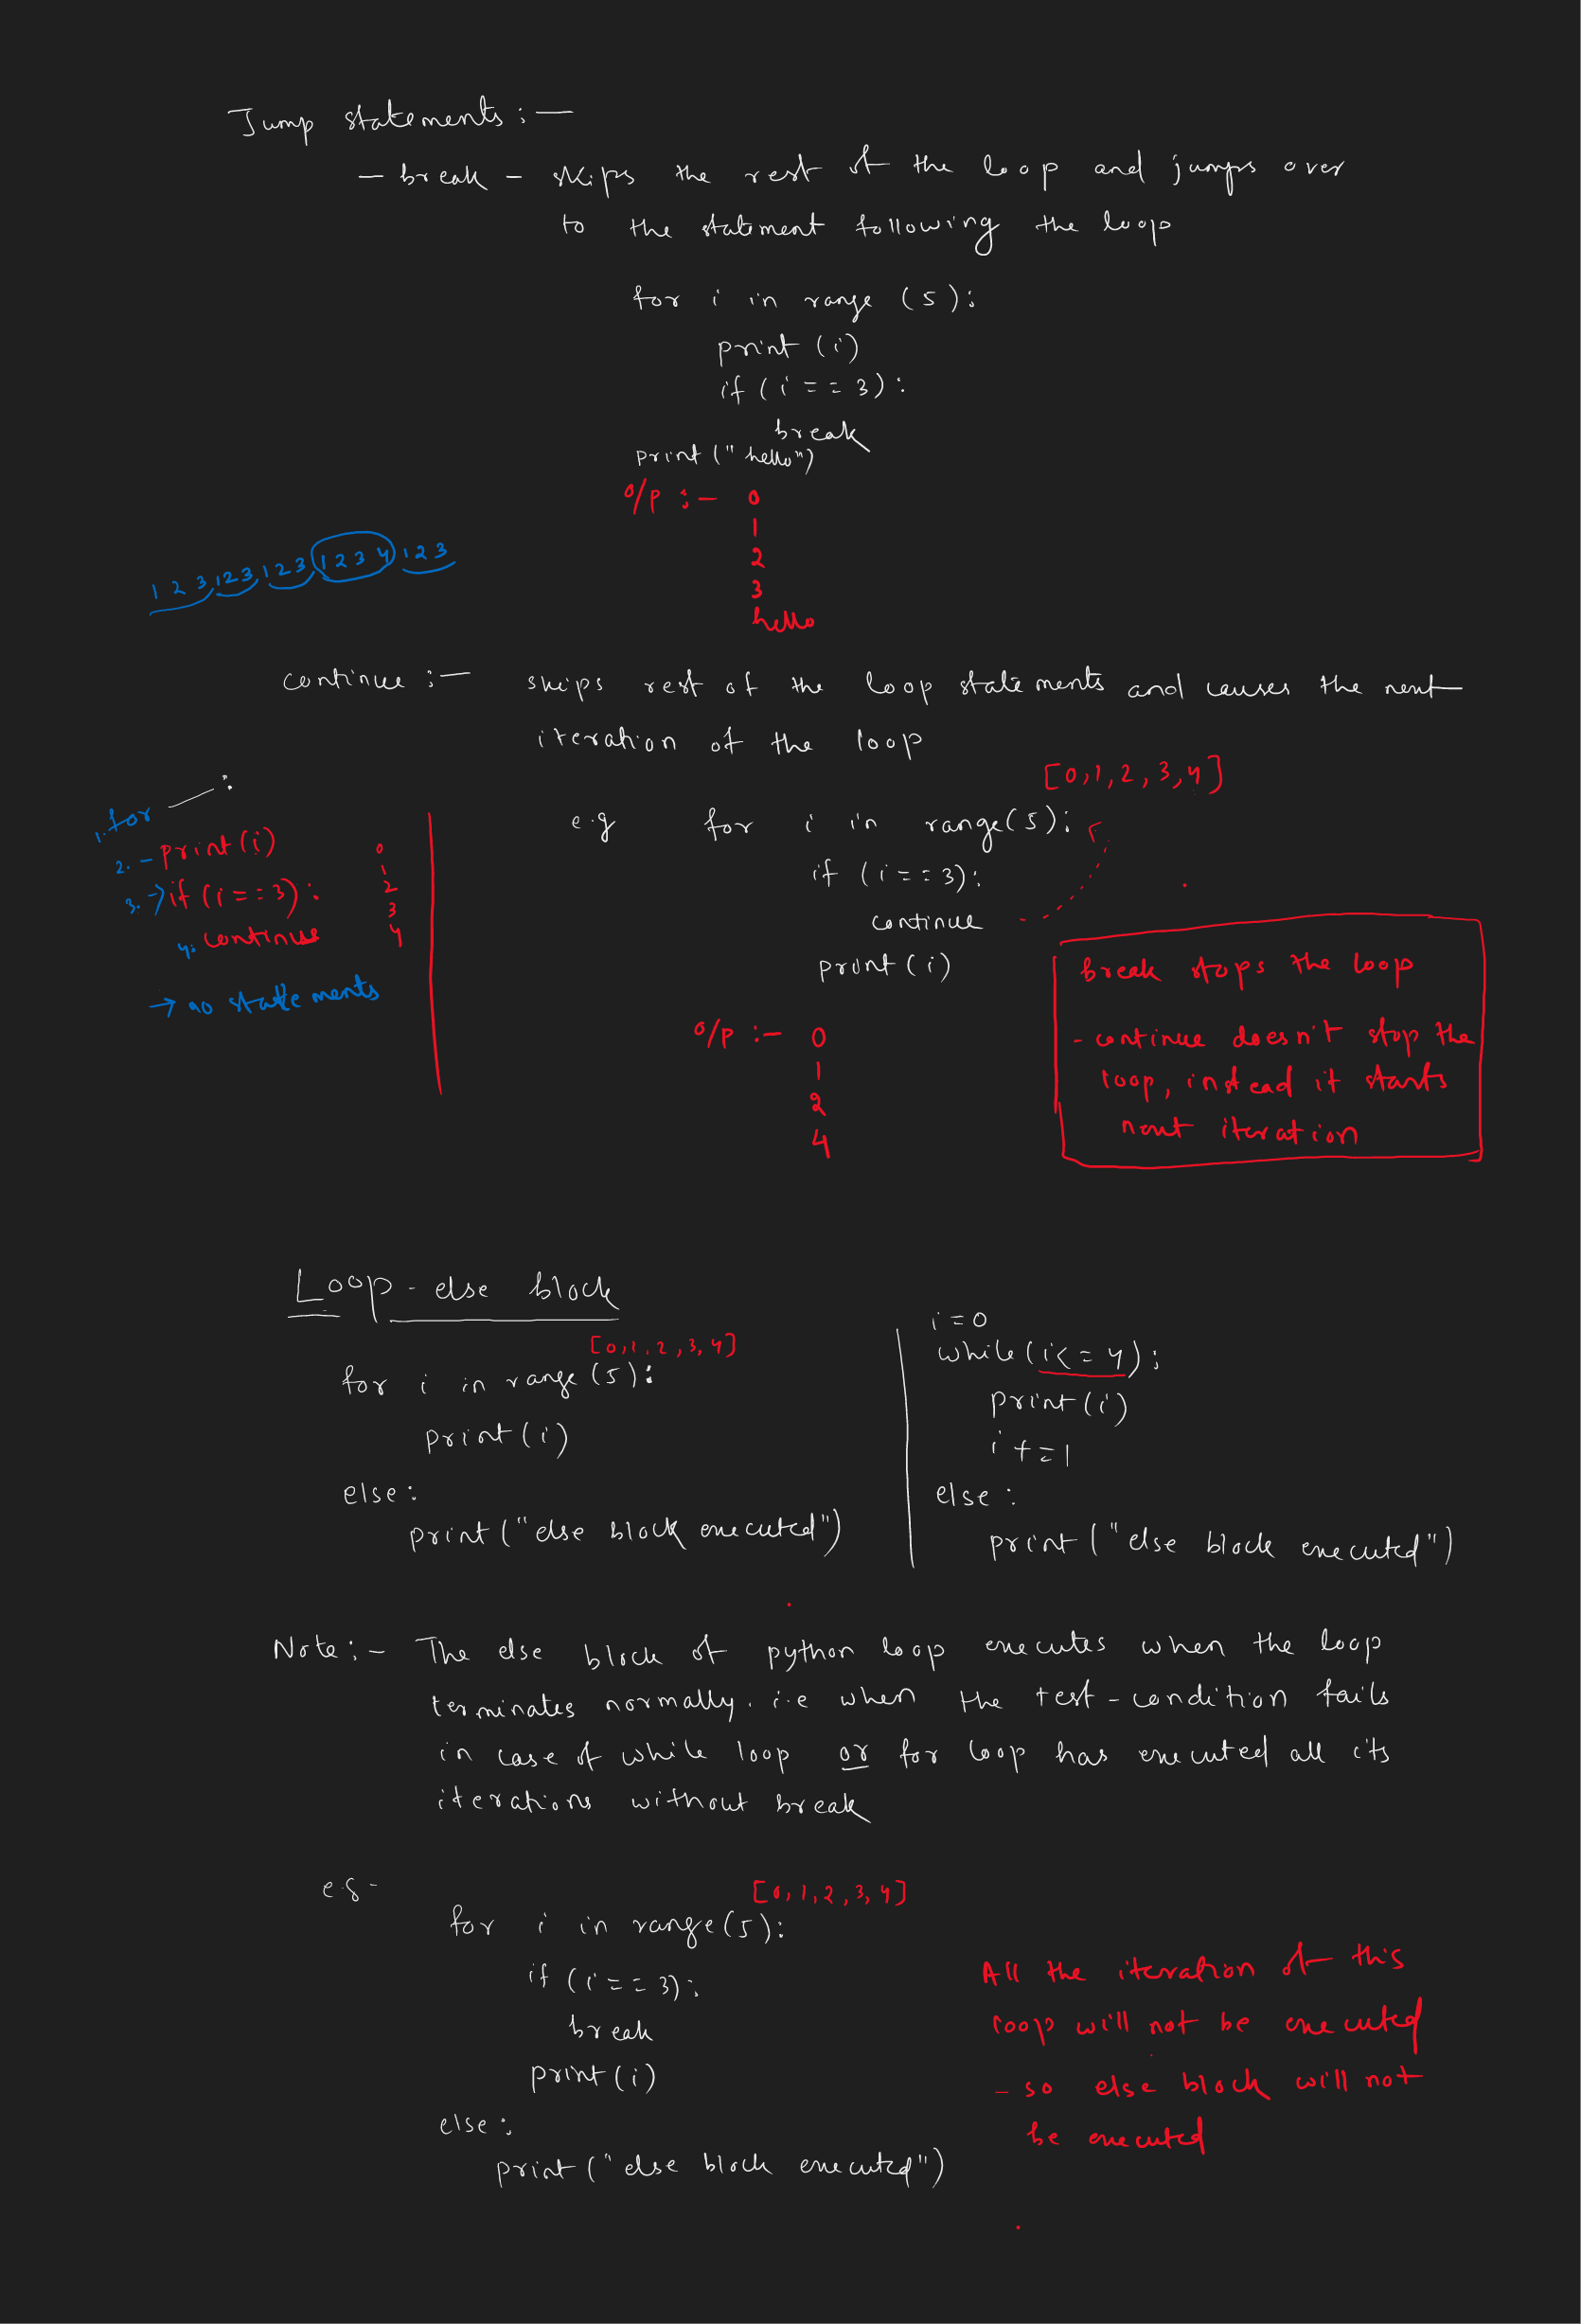 Jump statements :-
- break - skips the rest of the loop and jumps over
to the statement following the loop
for i in range (5):
print (i)
if (i == 3):
break
print ("hello")
o/p :- 0
1
2
3
hello
1 2 3, 1 2 3, 1 2 3 1 2 3 4 1 2 3
continue :- skips rest of the loop statements and causes the next
iteration of the loop
1. for — :
2. - print(i)
3. → if (i == 3):
4. continue
→ no statements
0
1
2
3
4
[0,1,2,3,4]
e.g for i in range(5):
if (i == 3):
continue
print (i)
o/p :- 0
1
2
4
break stops the loop
- continue doesn't stop the
loop, instead it starts
next iteration
Loop - else block
[0,1,2,3,4]
for i in range (5):
print (i)
else:
print ("else block executed")
i = 0
while (i <= 4):
print (i)
i += 1
else :
print ("else block executed")
Note :- The else block of python loop executes when the loop
terminates normally. i.e when the test-condition fails
in case of while loop or for loop has executed all its
iterations without break
e.g -
[0,1,2,3,4]
for i in range(5):
if (i == 3):
break
print (i)
else:
print ("else block executed")
All the iteration of this
loop will not be executed
- so else block will not
be executed